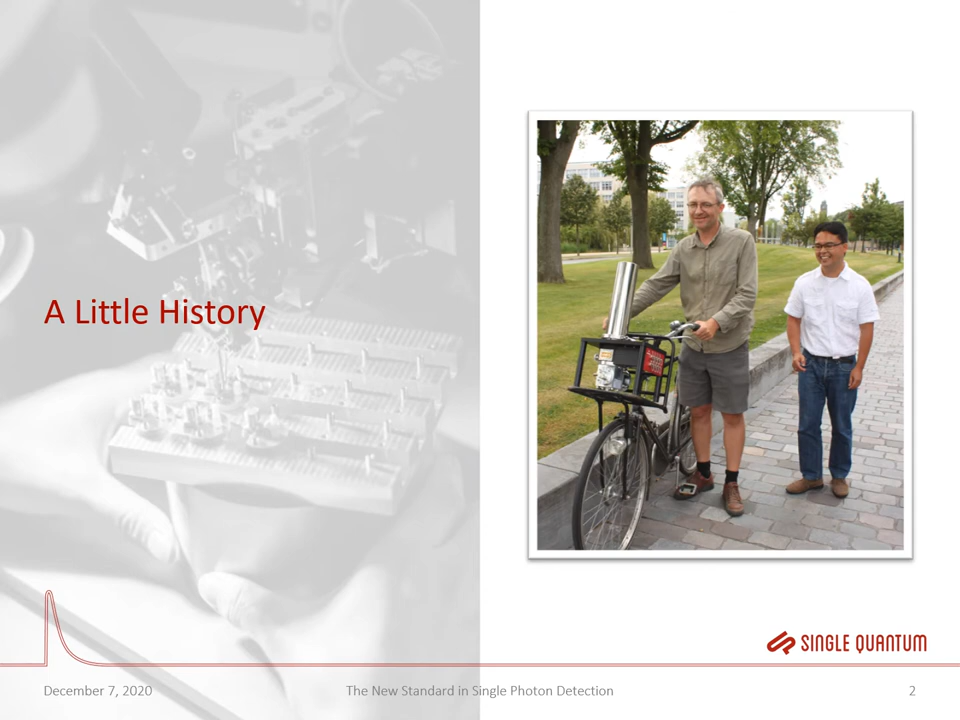 A Little History
SINGLE QUANTUM
December 7, 2020
The New Standard in Single Photon Detection
2